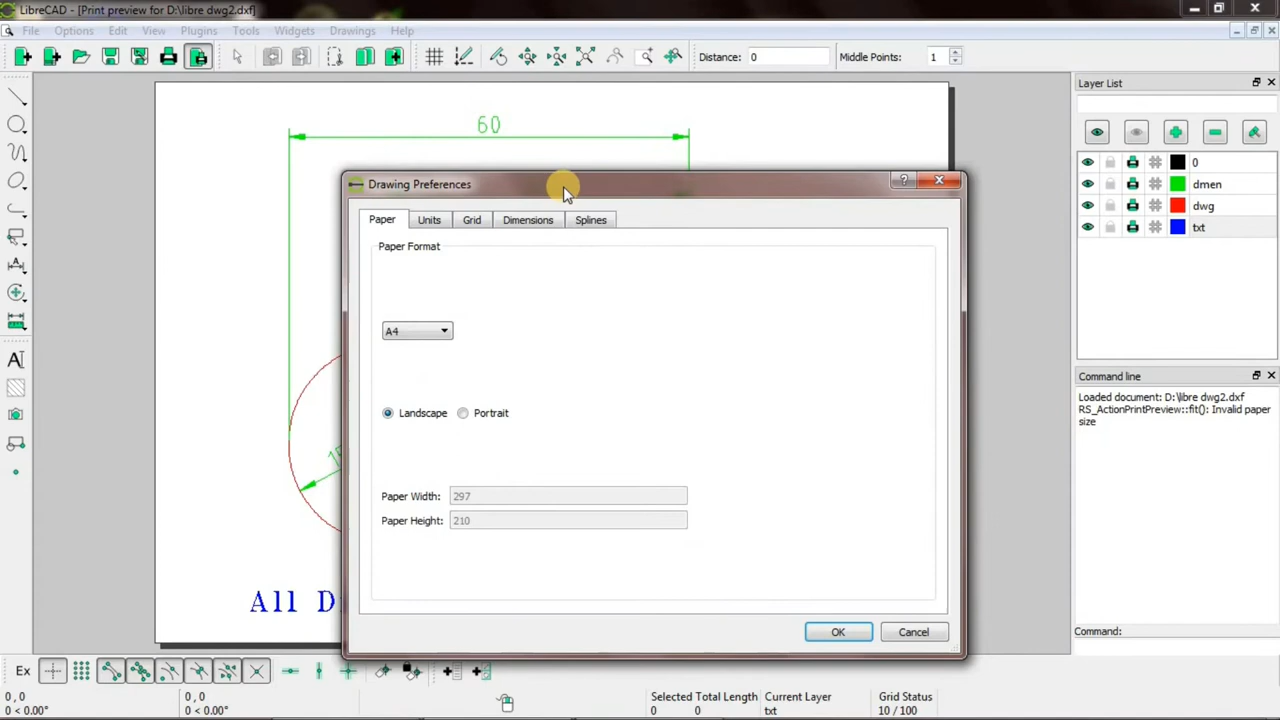 LibreCAD - [Print preview for D:\libre dwg2.dxf]
File Options Edit View Plugins Tools Widgets Drawings Help
Distance: 0 Middle Points: 1
60
Layer List
0
dmen
dwg
txt
Drawing Preferences
Paper Units Grid Dimensions Splines
Paper Format
A4
Landscape Portrait
Paper Width: 297
Paper Height: 210
OK Cancel
All D
Command line
Loaded document: D:\libre dwg2.dxf
RS_ActionPrintPreview::fit(): Invalid paper
size
Command:
Ex
0 , 0
0 < 0.00°
0 , 0
0 < 0.00°
Selected Total Length
0 0
Current Layer
txt
Grid Status
10 / 100